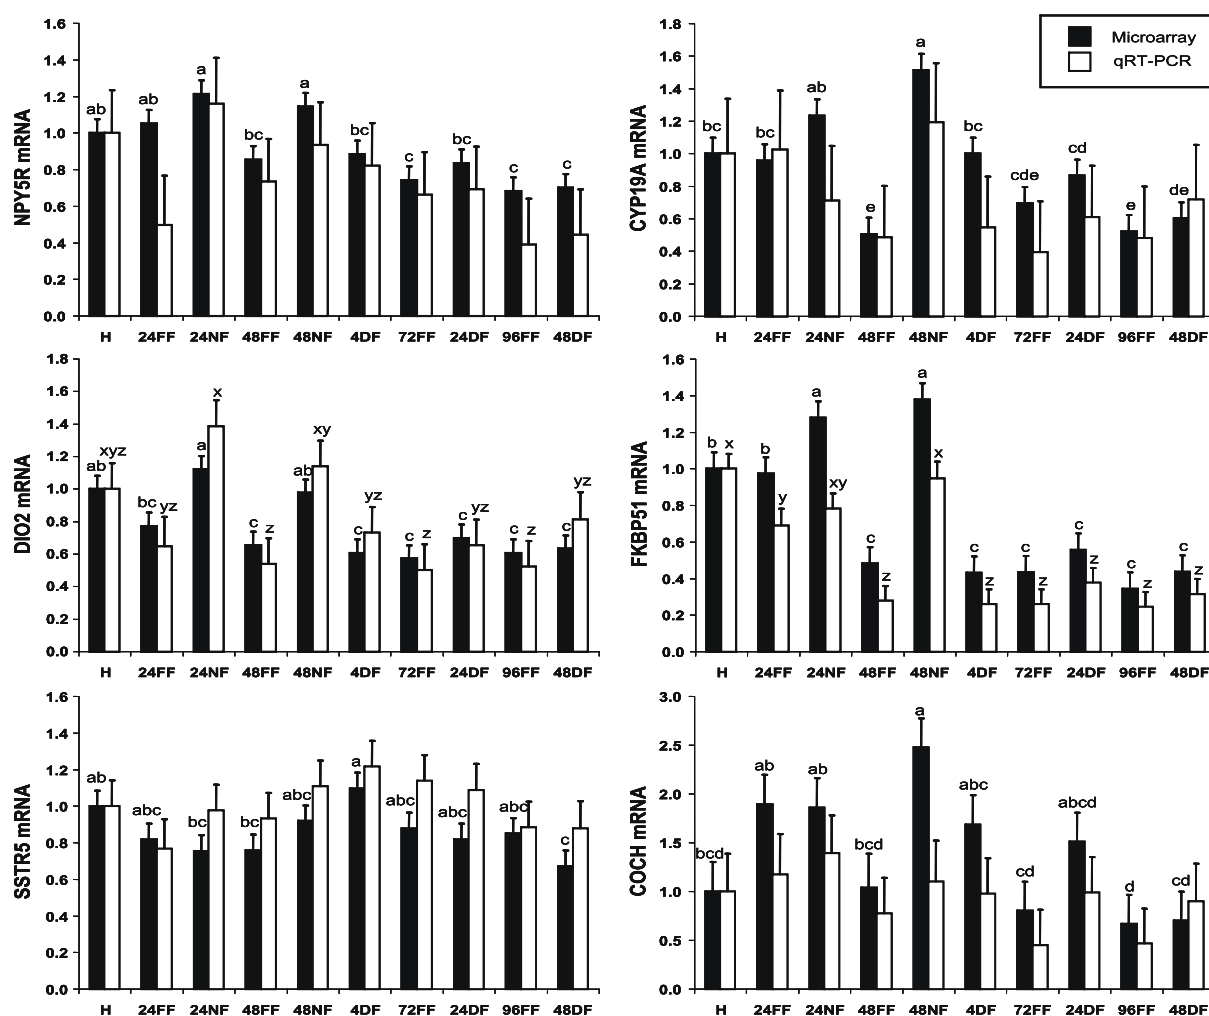 NPY5R mRNA
1.6
1.4
1.2
1.0
0.8
0.6
0.4
0.2
0.0
ab ab a bc a bc c bc c c
H 24FF 24NF 48FF 48NF 4DF 72FF 24DF 96FF 48DF
CYP19A mRNA
1.8
1.6
1.4
1.2
1.0
0.8
0.6
0.4
0.2
0.0
bc bc ab e a bc cde cd e de
H 24FF 24NF 48FF 48NF 4DF 72FF 24DF 96FF 48DF
Microarray
qRT-PCR
DIO2 mRNA
1.8
1.6
1.4
1.2
1.0
0.8
0.6
0.4
0.2
0.0
ab xyz bc yz a x c z ab xy c yz c z c yz c z c yz
H 24FF 24NF 48FF 48NF 4DF 72FF 24DF 96FF 48DF
FKBP51 mRNA
1.6
1.4
1.2
1.0
0.8
0.6
0.4
0.2
0.0
b x b y a xy c z a x c z c z c z c z c z
H 24FF 24NF 48FF 48NF 4DF 72FF 24DF 96FF 48DF
SSTR5 mRNA
1.6
1.4
1.2
1.0
0.8
0.6
0.4
0.2
0.0
ab abc bc bc abc a abc abc abc c
H 24FF 24NF 48FF 48NF 4DF 72FF 24DF 96FF 48DF
COCH mRNA
3.0
2.5
2.0
1.5
1.0
0.5
0.0
bcd ab ab bcd a abc cd abcd d cd
H 24FF 24NF 48FF 48NF 4DF 72FF 24DF 96FF 48DF